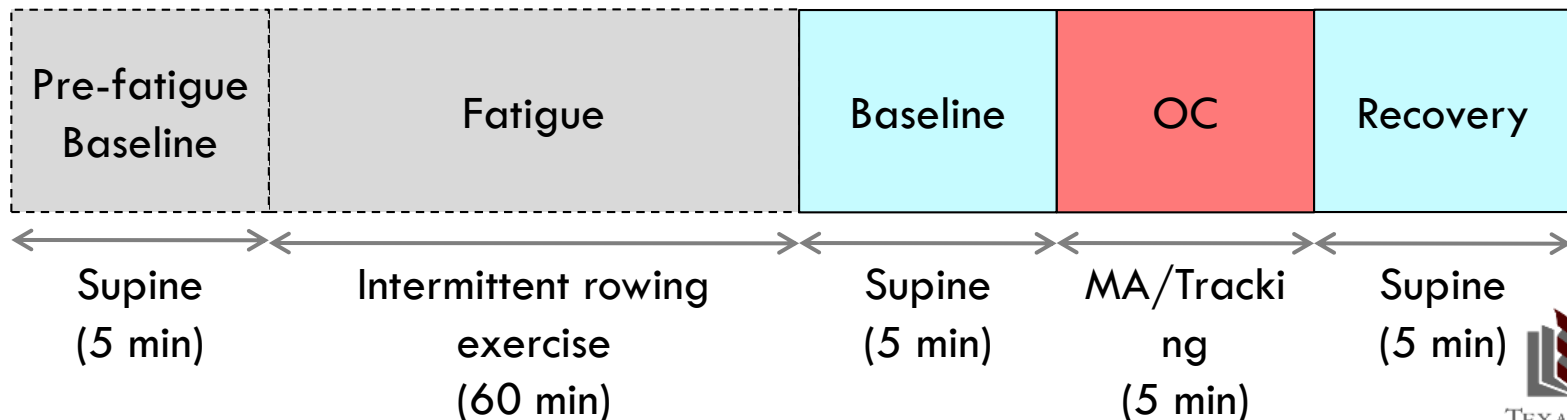 Pre-fatigue
Baseline
Fatigue
Baseline
OC
Recovery
Supine
(5 min)
Intermittent rowing
exercise
(60 min)
Supine
(5 min)
MA/Tracki
ng
(5 min)
Supine
(5 min)